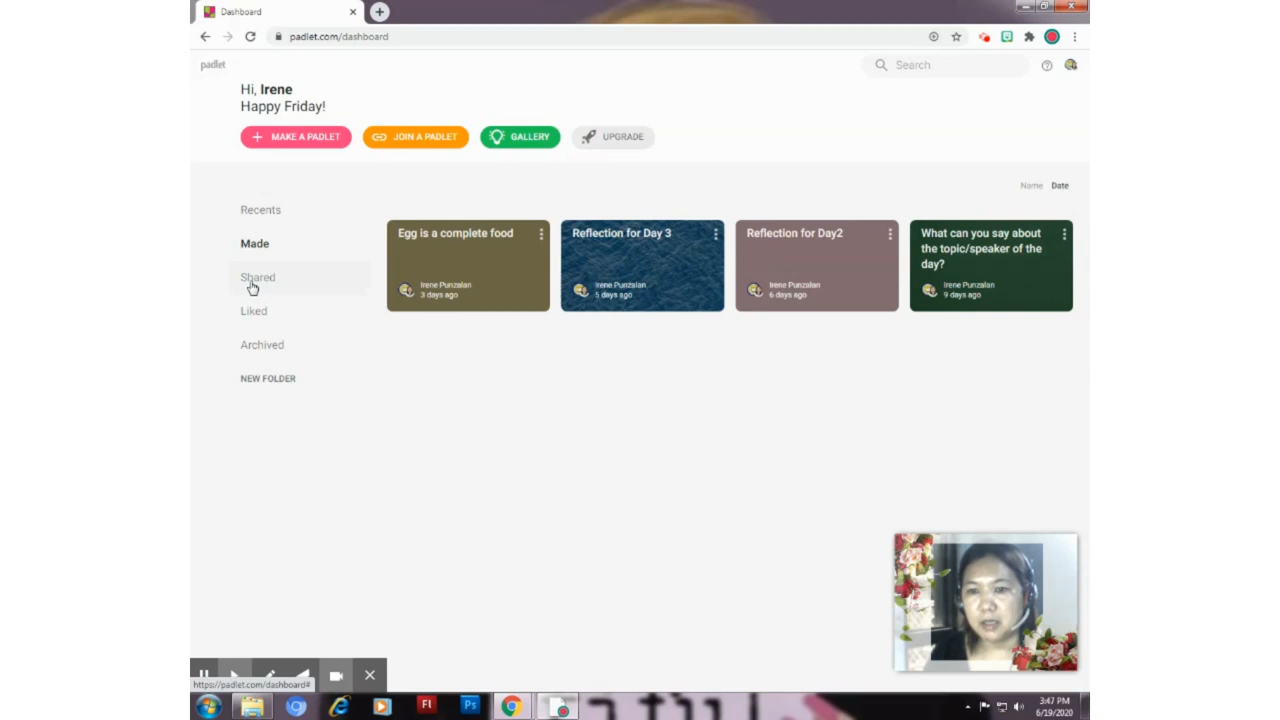 Dashboard
padlet.com/dashboard
padlet
Search
Hi, Irene
Happy Friday!
MAKE A PADLET
JOIN A PADLET
GALLERY
UPGRADE
Name Date
Recents
Made
Shared
Liked
Archived
NEW FOLDER
Egg is a complete food
Irene Punzalan
3 days ago
Reflection for Day 3
Irene Punzalan
5 days ago
Reflection for Day2
Irene Punzalan
6 days ago
What can you say about
the topic/speaker of the
day?
Irene Punzalan
9 days ago
https://padlet.com/dashboard#
Fl
Ps
3:47 PM
6/19/2020